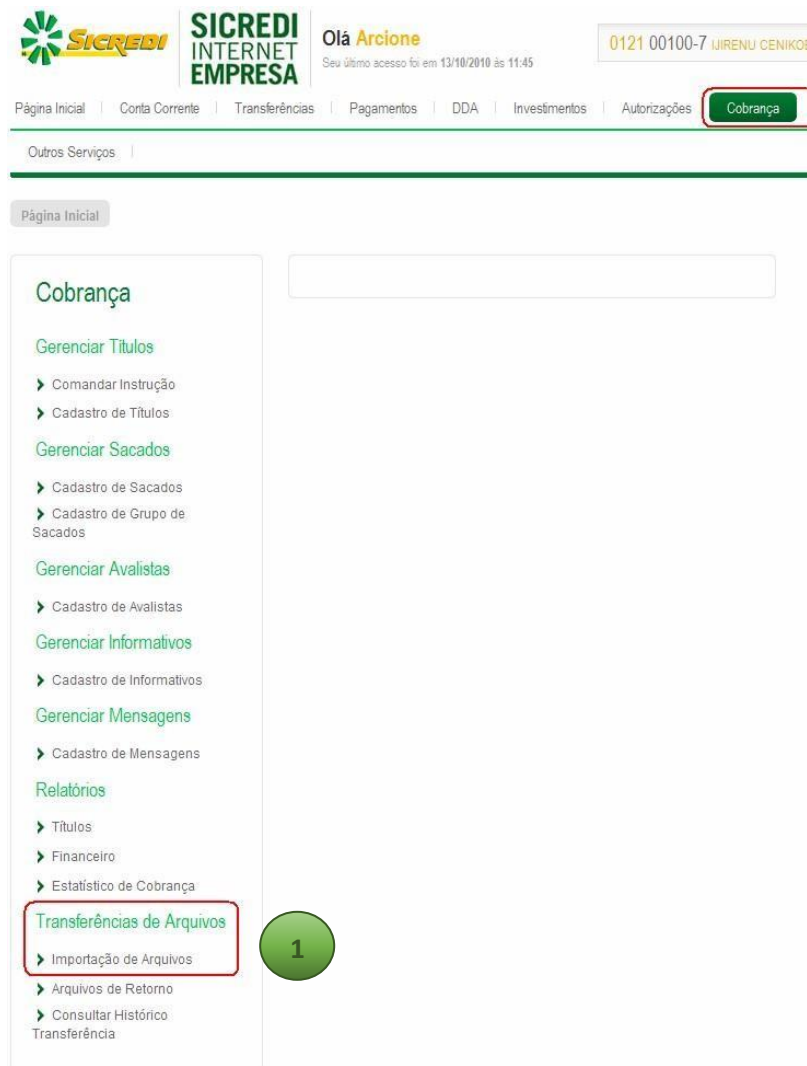 SICREDI
SICREDI
INTERNET
EMPRESA
Olá Arcione
Seu último acesso foi em 13/10/2010 às 11:45
0121 00100-7 IJIRENU CENIKOE
Página Inicial Conta Corrente Transferências Pagamentos DDA Investimentos Autorizações Cobrança
Outros Serviços
Página Inicial
Cobrança
Gerenciar Títulos
Comandar Instrução
Cadastro de Títulos
Gerenciar Sacados
Cadastro de Sacados
Cadastro de Grupo de
Sacados
Gerenciar Avalistas
Cadastro de Avalistas
Gerenciar Informativos
Cadastro de Informativos
Gerenciar Mensagens
Cadastro de Mensagens
Relatórios
Títulos
Financeiro
Estatístico de Cobrança
Transferências de Arquivos
Importação de Arquivos
1
Arquivos de Retorno
Consultar Histórico
Transferência